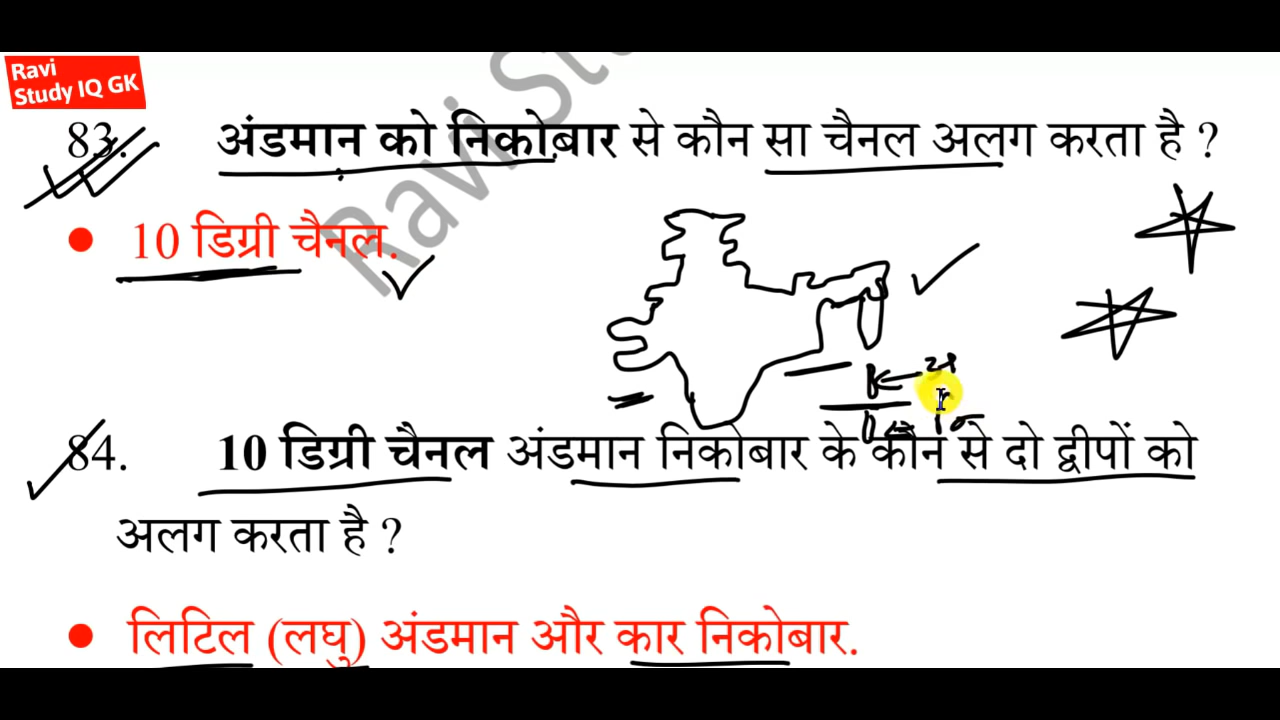 Ravi
Study IQ GK
83. अंडमान को निकोबार से कौन सा चैनल अलग करता है ?
• 10 डिग्री चैनल.
84. 10 डिग्री चैनल अंडमान निकोबार के कौन से दो द्वीपों को
अलग करता है ?
• लिटिल (लघु) अंडमान और कार निकोबार.